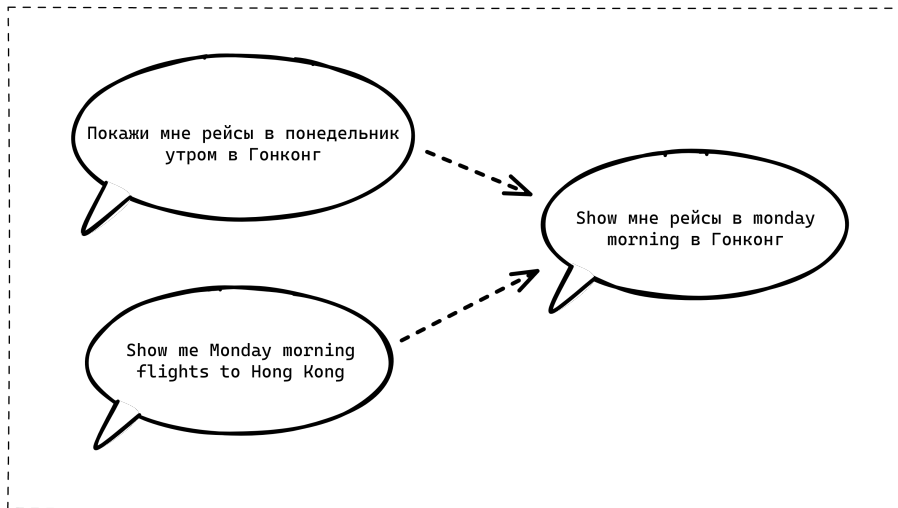 Покажи мне рейсы в понедельник
утром в Гонконг
Show мне рейсы в monday
morning в Гонконг
Show me Monday morning
flights to Hong Kong